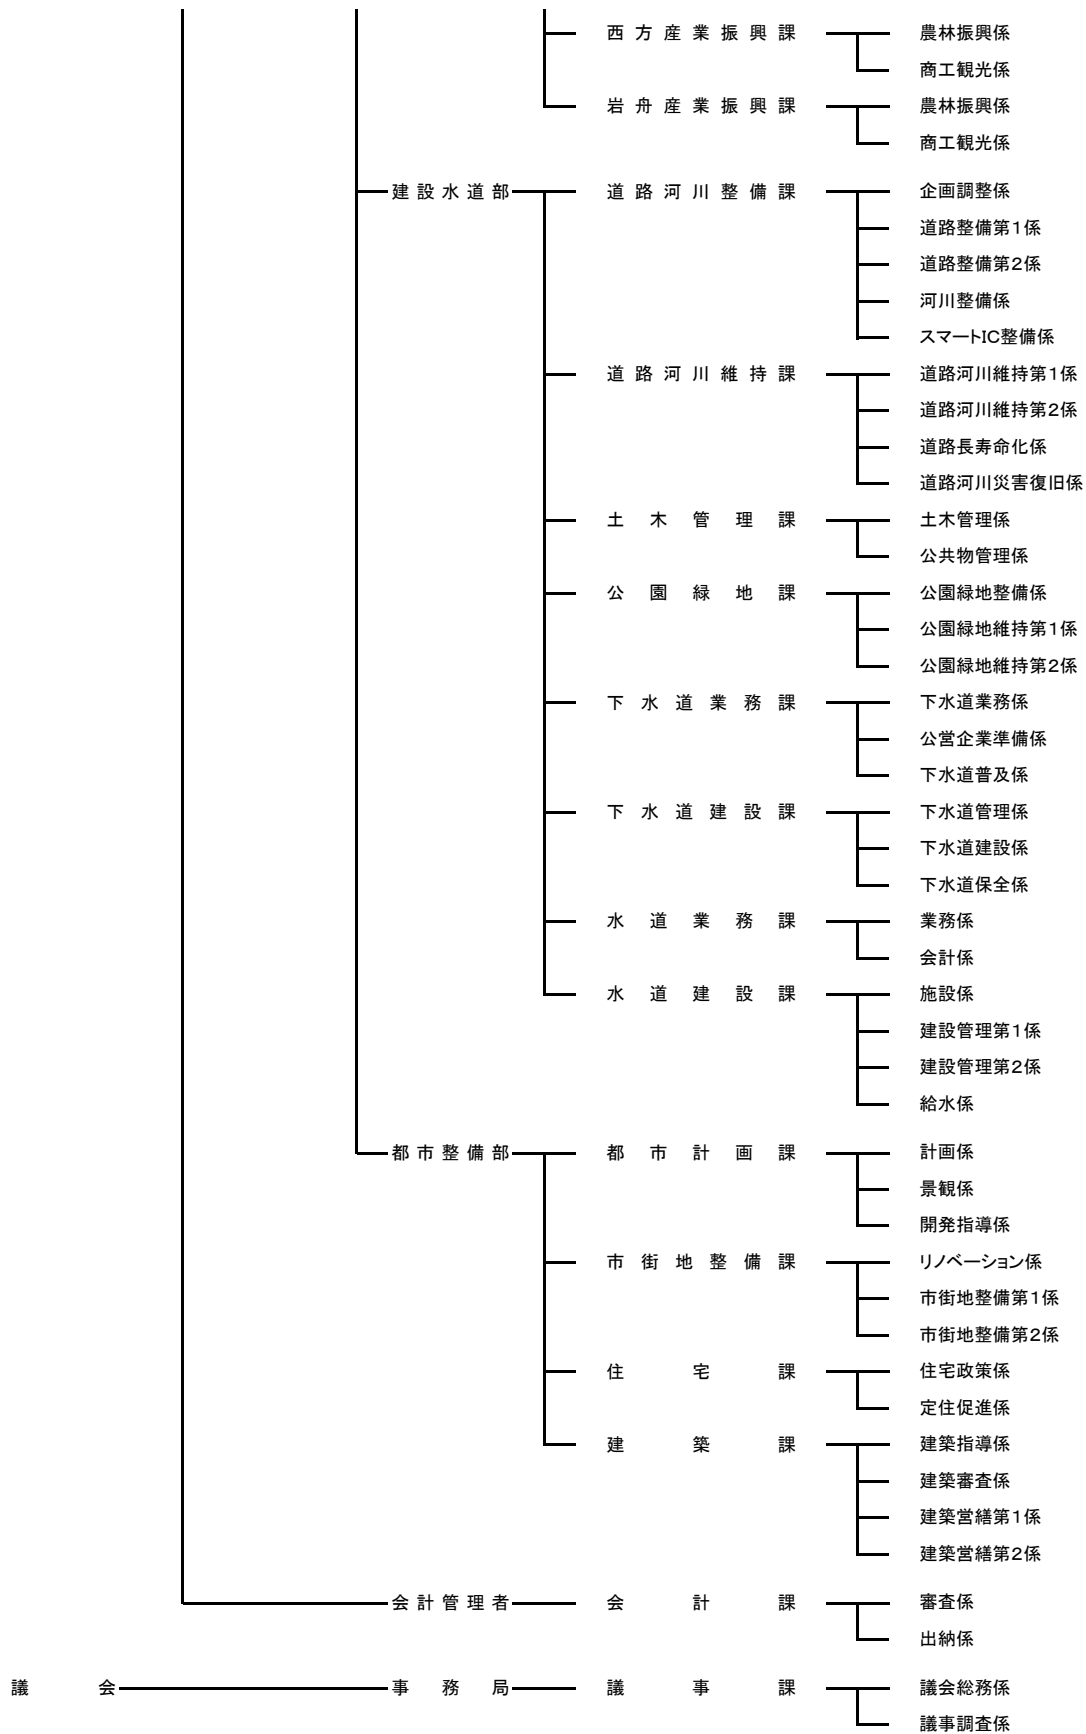 西方産業振興課 農林振興係
商工観光係
岩舟産業振興課 農林振興係
商工観光係
建設水道部 道路河川整備課 企画調整係
道路整備第1係
道路整備第2係
河川整備係
スマートIC整備係
道路河川維持課 道路河川維持第1係
道路河川維持第2係
道路長寿命化係
道路河川災害復旧係
土木管理課 土木管理係
公共物管理係
公園緑地課 公園緑地整備係
公園緑地維持第1係
公園緑地維持第2係
下水道業務課 下水道業務係
公営企業準備係
下水道普及係
下水道建設課 下水道管理係
下水道建設係
下水道保全係
水道業務課 業務係
会計係
水道建設課 施設係
建設管理第1係
建設管理第2係
給水係
都市整備部 都市計画課 計画係
景観係
開発指導係
市街地整備課 リノベーション係
市街地整備第1係
市街地整備第2係
住宅課 住宅政策係
定住促進係
建築課 建築指導係
建築審査係
建築営繕第1係
建築営繕第2係
会計管理者 会計課 審査係
出納係
議会 事務局 議事課 議会総務係
議事調査係